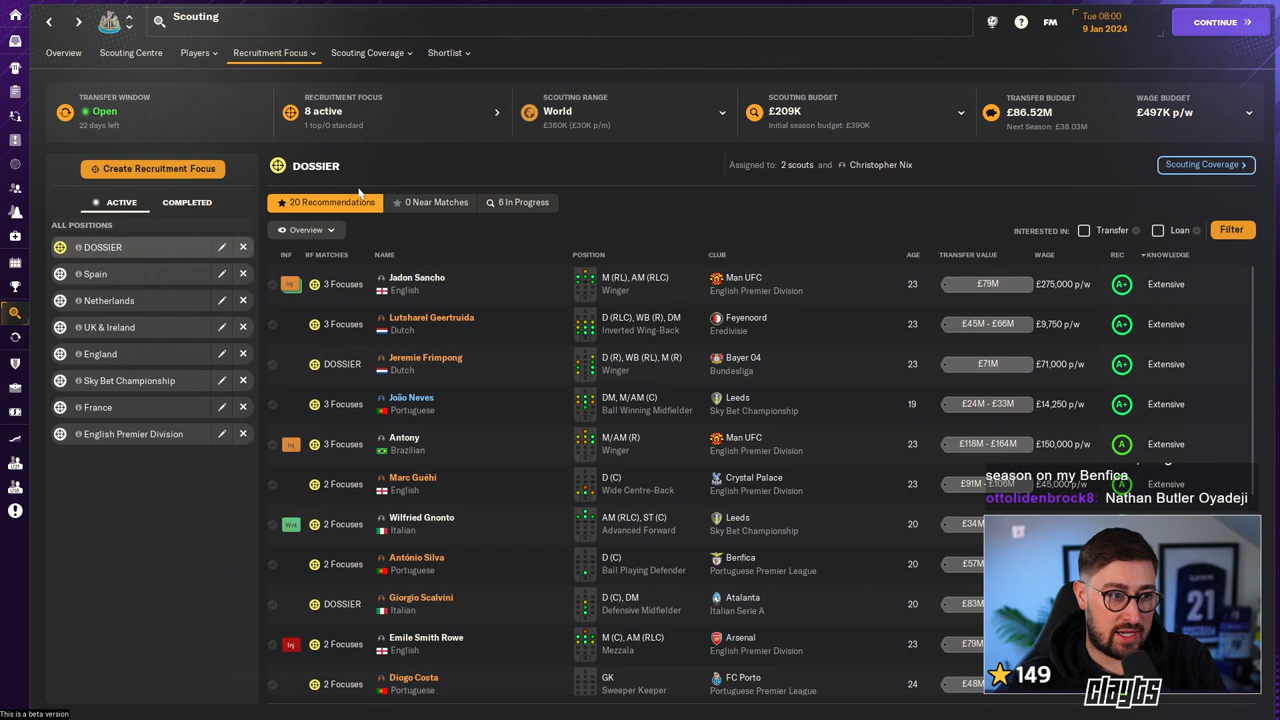 Scouting
FM
Tue 08:00
9 Jan 2024
CONTINUE
Overview
Scouting Centre
Players
Recruitment Focus
Scouting Coverage
Shortlist
TRANSFER WINDOW
Open
22 days left
RECRUITMENT FOCUS
8 active
1 top/0 standard
SCOUTING RANGE
World
£360K (£30K p/m)
SCOUTING BUDGET
£209K
Initial season budget: £390K
TRANSFER BUDGET
£86.52M
Next Season: £38.03M
WAGE BUDGET
£497K p/w
Create Recruitment Focus
ACTIVE
COMPLETED
ALL POSITIONS
DOSSIER
Spain
Netherlands
UK & Ireland
England
Sky Bet Championship
France
English Premier Division
DOSSIER
Assigned to: 2 scouts and Christopher Nix
Scouting Coverage >
20 Recommendations
0 Near Matches
6 In Progress
Overview
INTERESTED IN: Transfer Loan
Filter
INF RF MATCHES NAME POSITION CLUB AGE TRANSFER VALUE WAGE REC KNOWLEDGE
Inj 3 Focuses Jadon Sancho M (RL), AM (RLC) Man UFC 23 £79M £275,000 p/w A+ Extensive
English Winger English Premier Division
3 Focuses Lutsharel Geertruida D (RLC), WB (R), DM Feyenoord 23 £45M - £66M £9,750 p/w A+ Extensive
Dutch Inverted Wing-Back Eredivisie
DOSSIER Jeremie Frimpong D (R), WB (RL), M (R) Bayer 04 23 £71M £71,000 p/w A+ Extensive
Dutch Winger Bundesliga
3 Focuses João Neves DM, M/AM (C) Leeds 19 £24M - £33M £14,250 p/w A+ Extensive
Portuguese Ball Winning Midfielder Sky Bet Championship
Inj 3 Focuses Antony M/AM (R) Man UFC 23 £118M - £164M £150,000 p/w A Extensive
Brazilian Winger English Premier Division
2 Focuses Marc Guéhi D (C) Crystal Palace 23 Extensive
English Wide Centre-Back English Premier Division
season on my Benfica
ottolidenbrock8: Nathan Butler Oyadeji
Wnt 2 Focuses Wilfried Gnonto AM (RLC), ST (C) Leeds 20 £34M
Italian Advanced Forward Sky Bet Championship
2 Focuses António Silva D (C) Benfica 20 £57M
Portuguese Ball Playing Defender Portuguese Premier League
DOSSIER Giorgio Scalvini D (C), DM Atalanta 20 £83M
Italian Defensive Midfielder Italian Serie A
Inj 2 Focuses Emile Smith Rowe M (C), AM (RLC) Arsenal 23 £79M
English Mezzala English Premier Division
2 Focuses Diogo Costa GK FC Porto 24 £48M
Portuguese Sweeper Keeper Portuguese Premier League
21
149
clayts
This is a beta version